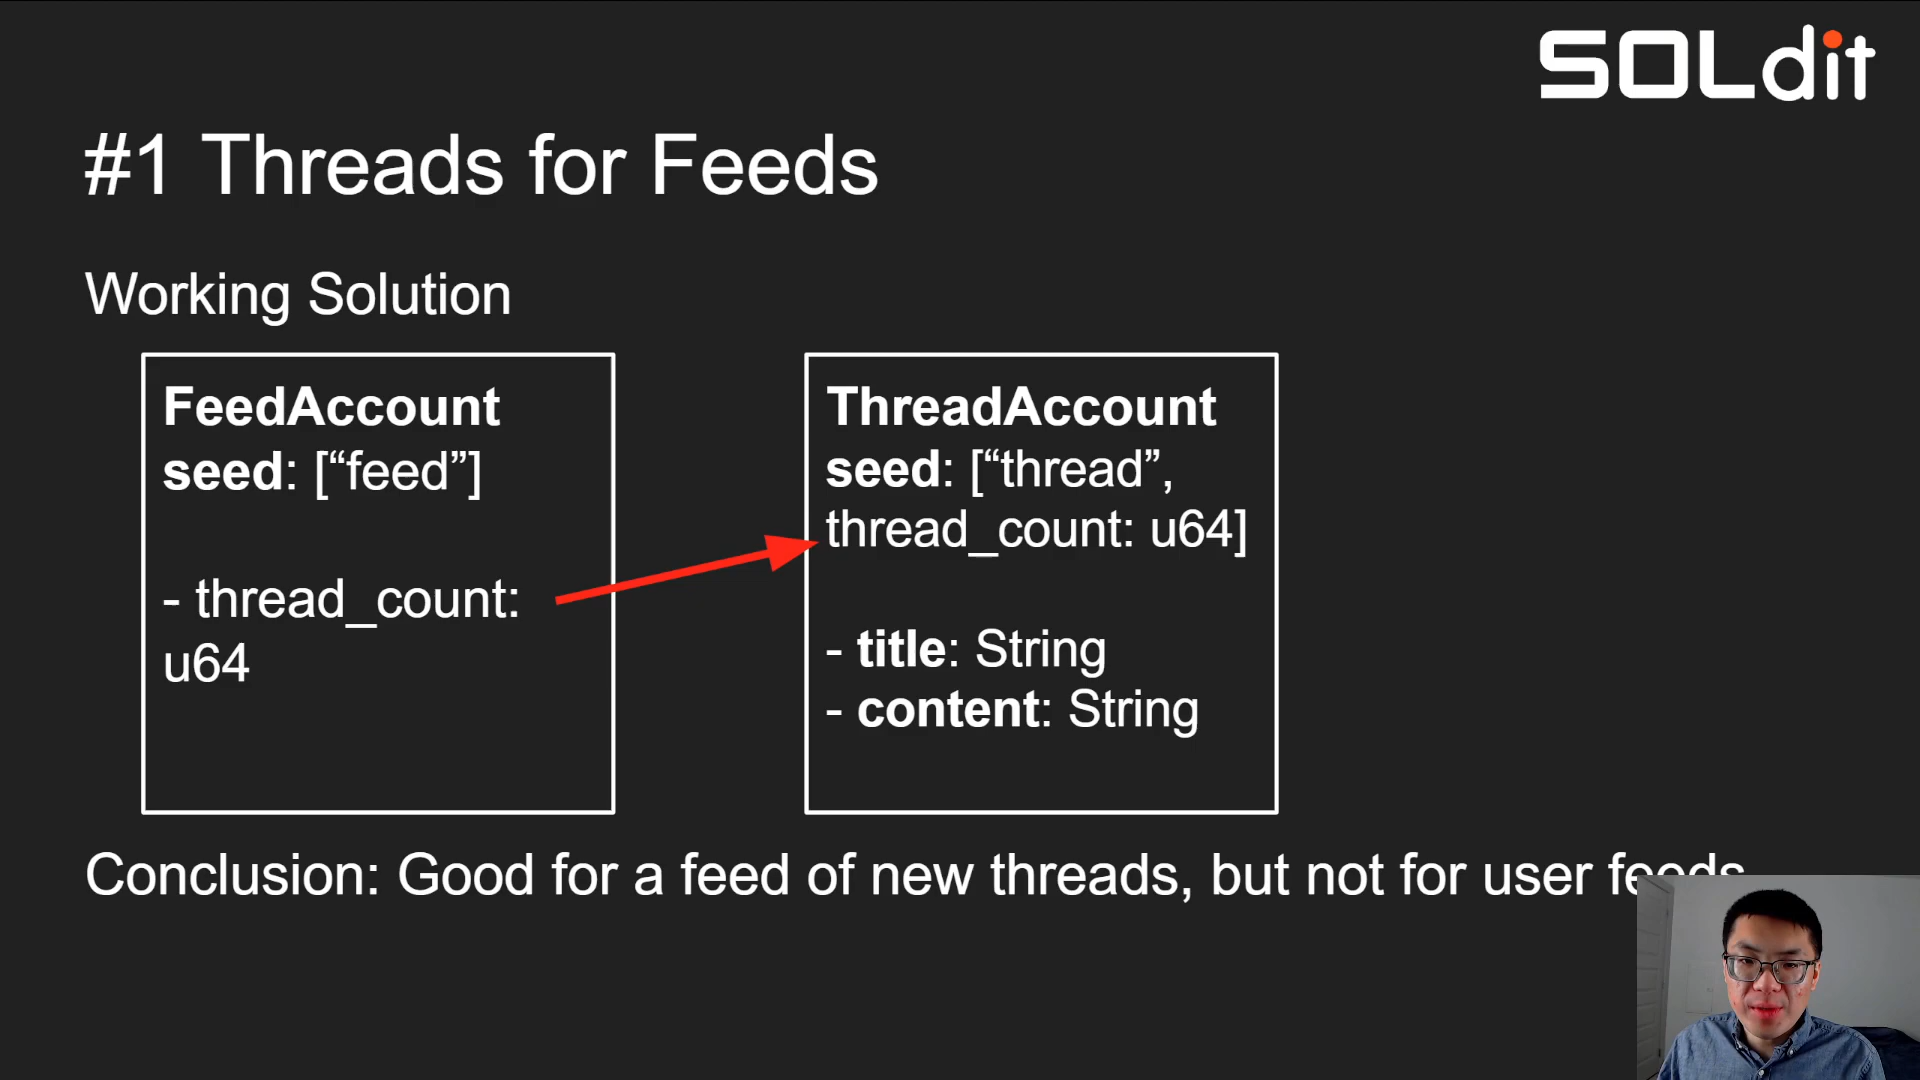 SOLdit
#1 Threads for Feeds
Working Solution
FeedAccount
seed: [“feed”]
- thread_count:
u64
ThreadAccount
seed: [“thread”,
thread_count: u64]
- title: String
- content: String
Conclusion: Good for a feed of new threads, but not for user feeds